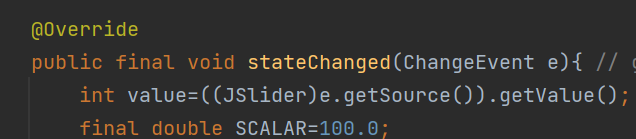 @Override
public final void stateChanged(ChangeEvent e){ //
int value=((JSlider)e.getSource()).getValue();
final double SCALAR=100.0;